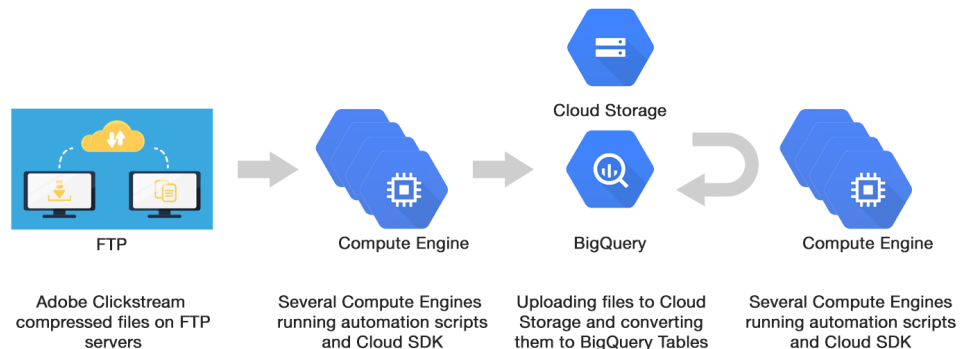 Cloud Storage
FTP
Compute Engine
BigQuery
Compute Engine
Adobe Clickstream
compressed files on FTP
servers
Several Compute Engines
running automation scripts
and Cloud SDK
Uploading files to Cloud
Storage and converting
them to BigQuery Tables
Several Compute Engines
running automation scripts
and Cloud SDK